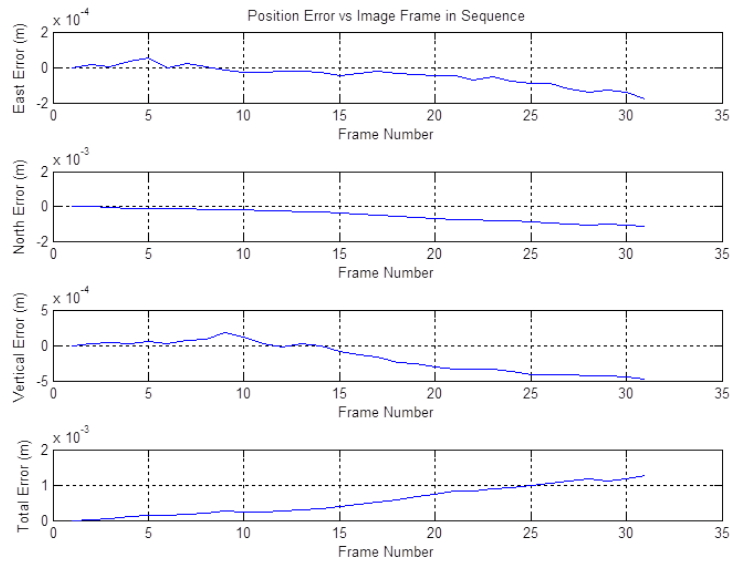 Position Error vs Image Frame in Sequence
x 10^-4
East Error (m)
2
0
-2
0 5 10 15 20 25 30 35
Frame Number
x 10^-3
North Error (m)
2
0
-2
0 5 10 15 20 25 30 35
Frame Number
x 10^-4
Vertical Error (m)
5
0
-5
0 5 10 15 20 25 30 35
Frame Number
x 10^-3
Total Error (m)
2
1
0
0 5 10 15 20 25 30 35
Frame Number